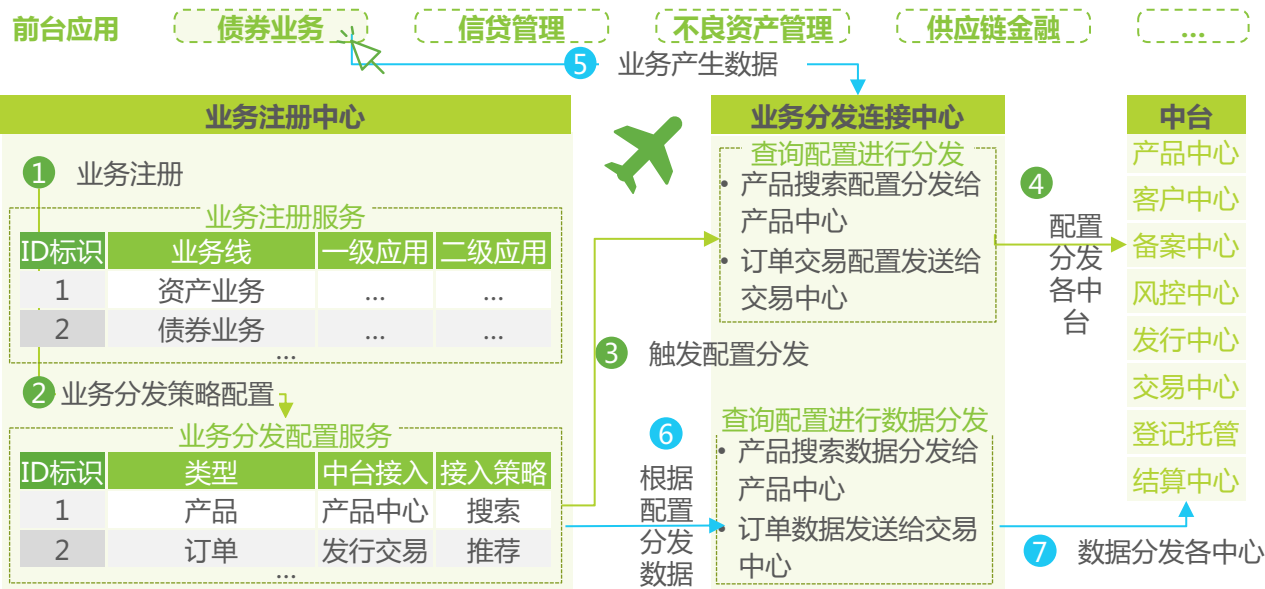 前台应用
债券业务
信贷管理
不良资产管理
供应链金融
...
5
业务产生数据
业务注册中心
1 业务注册
业务注册服务
ID标识 业务线 一级应用 二级应用
1 资产业务 ... ...
2 债券业务 ... ...
...
2 业务分发策略配置
业务分发配置服务
ID标识 类型 中台接入 接入策略
1 产品 产品中心 搜索
2 订单 发行交易 推荐
...
3 触发配置分发
6
根据
配置
分发
数据
业务分发连接中心
查询配置进行分发
• 产品搜索配置分发给
产品中心
• 订单交易配置发送给
交易中心
查询配置进行数据分发
• 产品搜索数据分发给
产品中心
• 订单数据发送给交易
中心
4
配置
分发
各中
台
中台
产品中心
客户中心
备案中心
风控中心
发行中心
交易中心
登记托管
结算中心
7 数据分发各中心